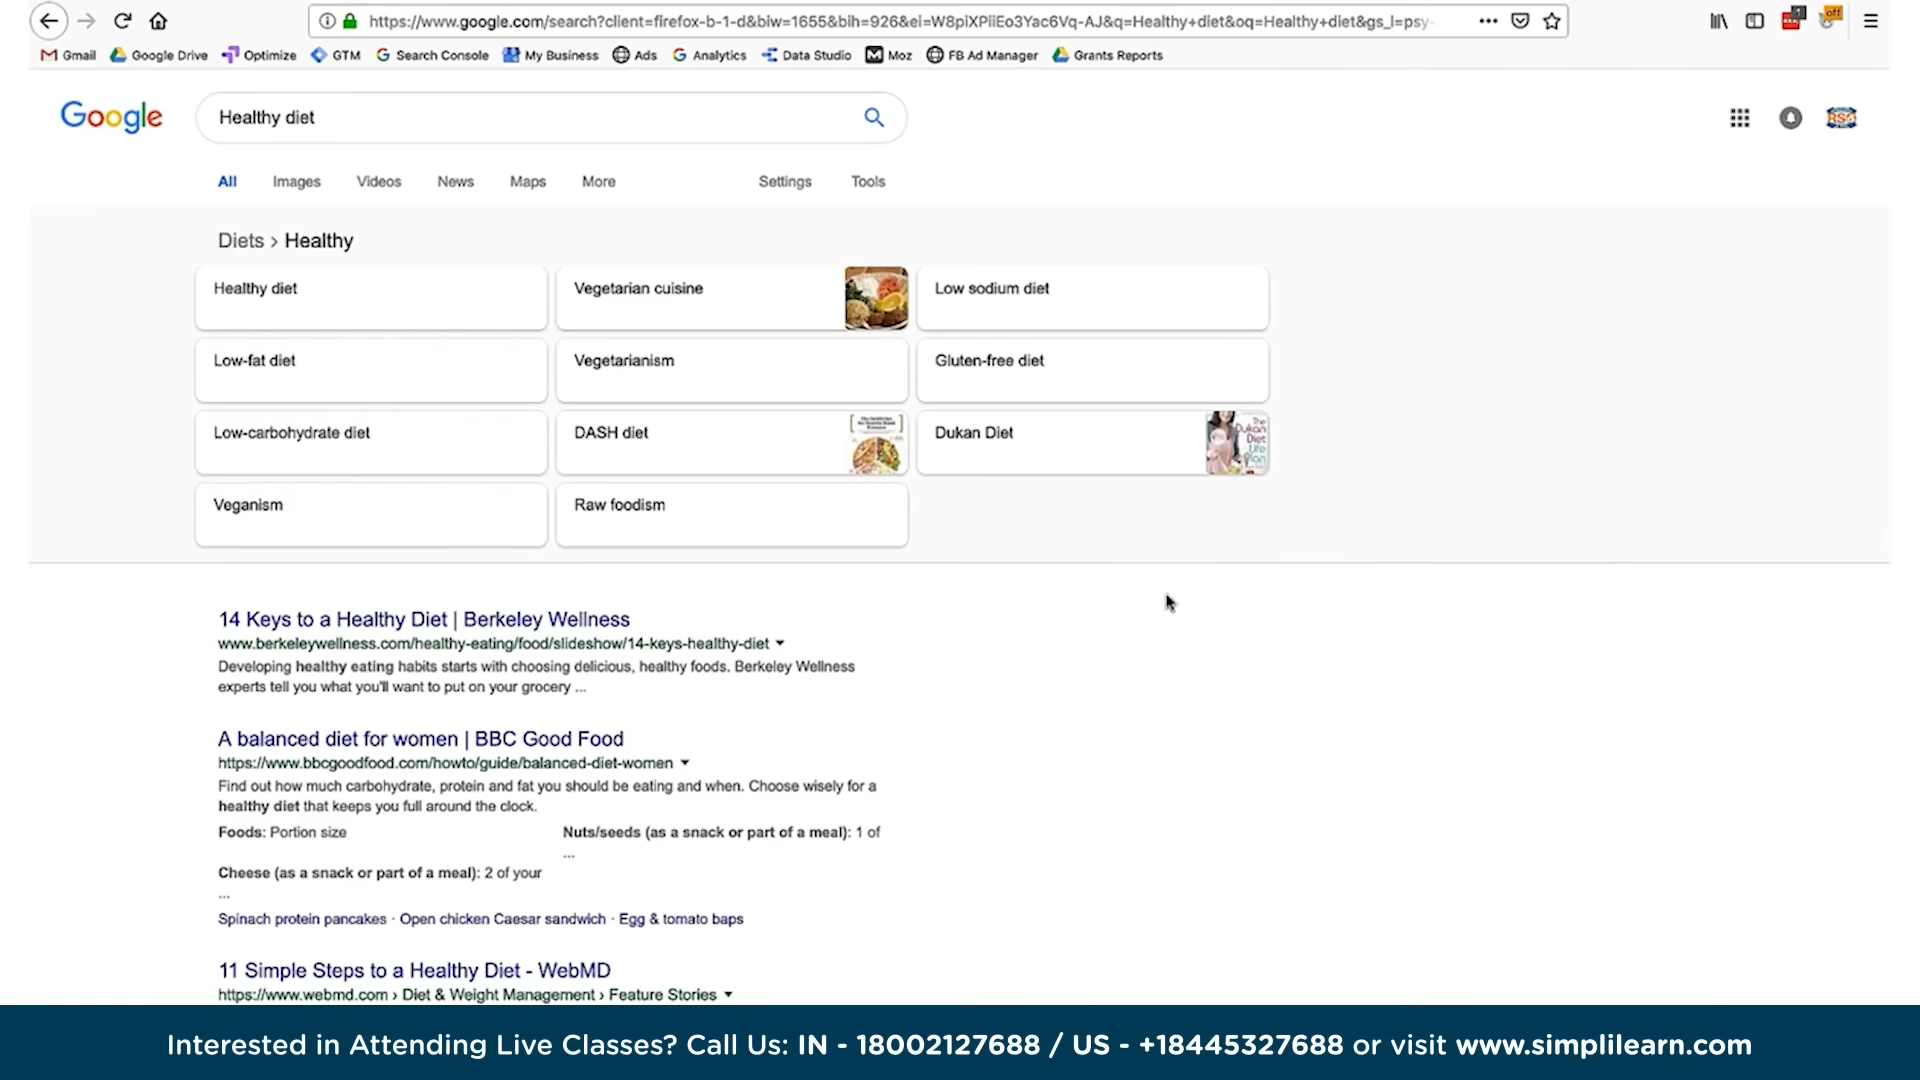 https://www.google.com/search?client=firefox-b-1-d&biw=1655&bih=926&ei=W8piXPiiEo3Yac6Vq-AJ&q=Healthy+diet&oq=Healthy+diet&gs_l=psy-
1
off
Gmail Google Drive Optimize GTM Search Console My Business Ads Analytics Data Studio Moz FB Ad Manager Grants Reports
Google
Healthy diet
All Images Videos News Maps More Settings Tools
Diets > Healthy
Healthy diet Vegetarian cuisine Low sodium diet
Low-fat diet Vegetarianism Gluten-free diet
Low-carbohydrate diet DASH diet Dukan Diet
The Dukan Diet Life Plan
Veganism Raw foodism
14 Keys to a Healthy Diet | Berkeley Wellness
www.berkeleywellness.com/healthy-eating/food/slideshow/14-keys-healthy-diet
Developing healthy eating habits starts with choosing delicious, healthy foods. Berkeley Wellness
experts tell you what you'll want to put on your grocery ...
A balanced diet for women | BBC Good Food
https://www.bbcgoodfood.com/howto/guide/balanced-diet-women
Find out how much carbohydrate, protein and fat you should be eating and when. Choose wisely for a
healthy diet that keeps you full around the clock.
Foods: Portion size Nuts/seeds (as a snack or part of a meal): 1 of
...
Cheese (as a snack or part of a meal): 2 of your
...
Spinach protein pancakes · Open chicken Caesar sandwich · Egg & tomato baps
11 Simple Steps to a Healthy Diet - WebMD
https://www.webmd.com › Diet & Weight Management › Feature Stories
Interested in Attending Live Classes? Call Us: IN - 18002127688 / US - +18445327688 or visit www.simplilearn.com